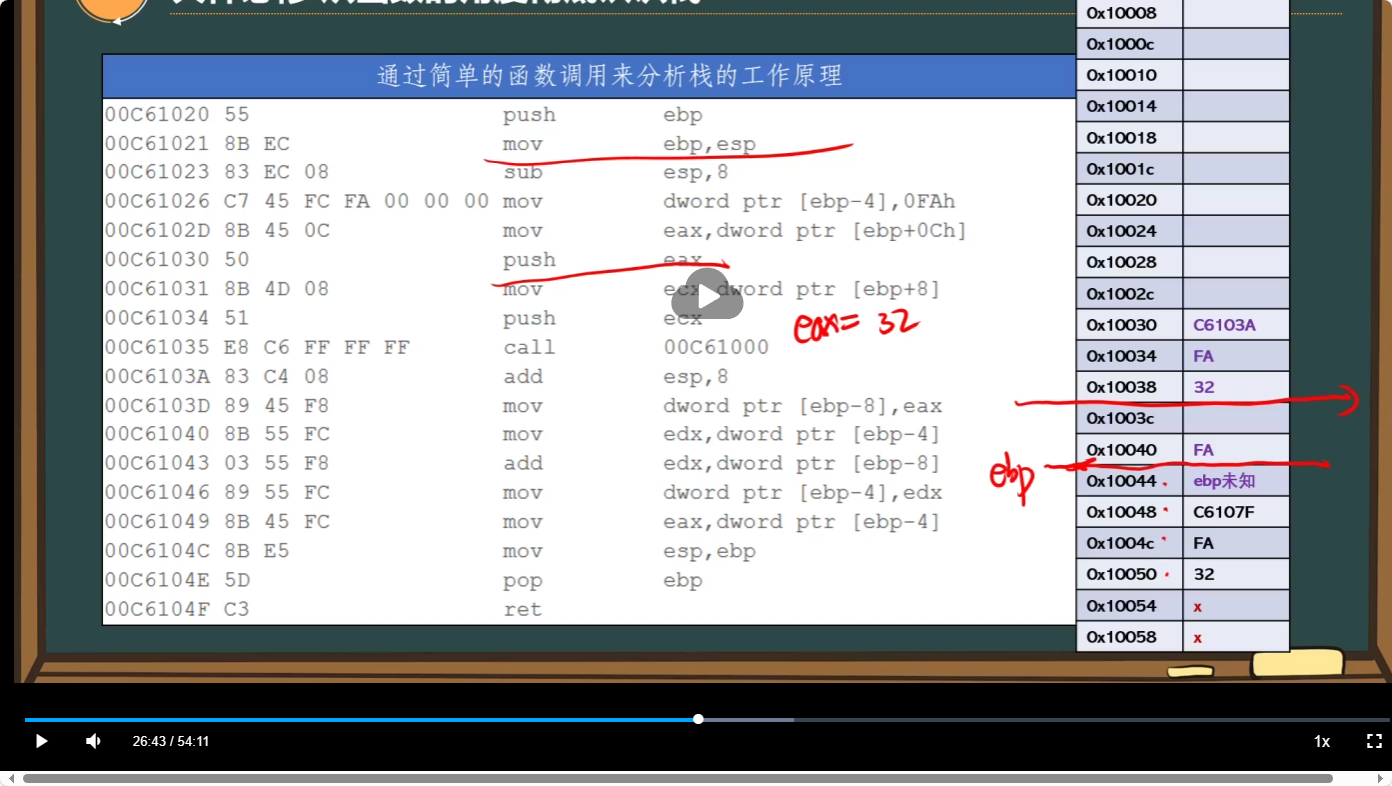 通过简单的函数调用来分析栈的工作原理
00C61020 55 push ebp
00C61021 8B EC mov ebp,esp
00C61023 83 EC 08 sub esp,8
00C61026 C7 45 FC FA 00 00 00 mov dword ptr [ebp-4],0FAh
00C6102D 8B 45 0C mov eax,dword ptr [ebp+0Ch]
00C61030 50 push eax
00C61031 8B 4D 08 mov ecx,dword ptr [ebp+8]
00C61034 51 push ecx
eax= 32
00C61035 E8 C6 FF FF FF call 00C61000
00C6103A 83 C4 08 add esp,8
00C6103D 89 45 F8 mov dword ptr [ebp-8],eax
00C61040 8B 55 FC mov edx,dword ptr [ebp-4]
00C61043 03 55 F8 add edx,dword ptr [ebp-8]
00C61046 89 55 FC mov dword ptr [ebp-4],edx
00C61049 8B 45 FC mov eax,dword ptr [ebp-4]
00C6104C 8B E5 mov esp,ebp
00C6104E 5D pop ebp
00C6104F C3 ret
ebp
0x10008
0x1000c
0x10010
0x10014
0x10018
0x1001c
0x10020
0x10024
0x10028
0x1002c
0x10030 C6103A
0x10034 FA
0x10038 32
0x1003c
0x10040 FA
0x10044 ebp未知
0x10048 C6107F
0x1004c FA
0x10050 32
0x10054 x
0x10058 x
26:43 / 54:11
1x